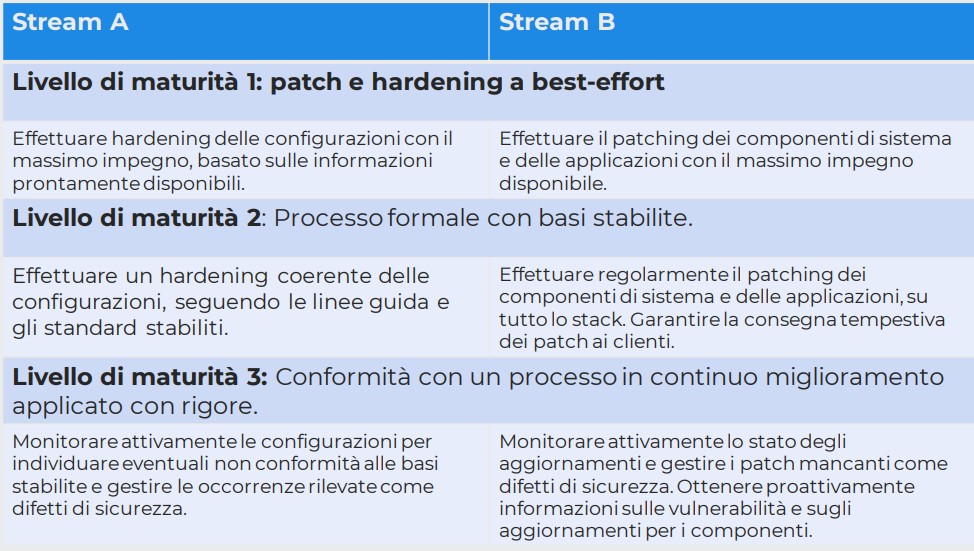 Stream A
Stream B
Livello di maturità 1: patch e hardening a best-effort
Effettuare hardening delle configurazioni con il
massimo impegno, basato sulle informazioni
prontamente disponibili.
Effettuare il patching dei componenti di sistema
e delle applicazioni con il massimo impegno
disponibile.
Livello di maturità 2: Processo formale con basi stabilite.
Effettuare un hardening coerente delle
configurazioni, seguendo le linee guida e
gli standard stabiliti.
Effettuare regolarmente il patching dei
componenti di sistema e delle applicazioni, su
tutto lo stack. Garantire la consegna tempestiva
dei patch ai clienti.
Livello di maturità 3: Conformità con un processo in continuo miglioramento
applicato con rigore.
Monitorare attivamente le configurazioni per
individuare eventuali non conformità alle basi
stabilite e gestire le occorrenze rilevate come
difetti di sicurezza.
Monitorare attivamente lo stato degli
aggiornamenti e gestire i patch mancanti come
difetti di sicurezza. Ottenere proattivamente
informazioni sulle vulnerabilità e sugli
aggiornamenti per i componenti.